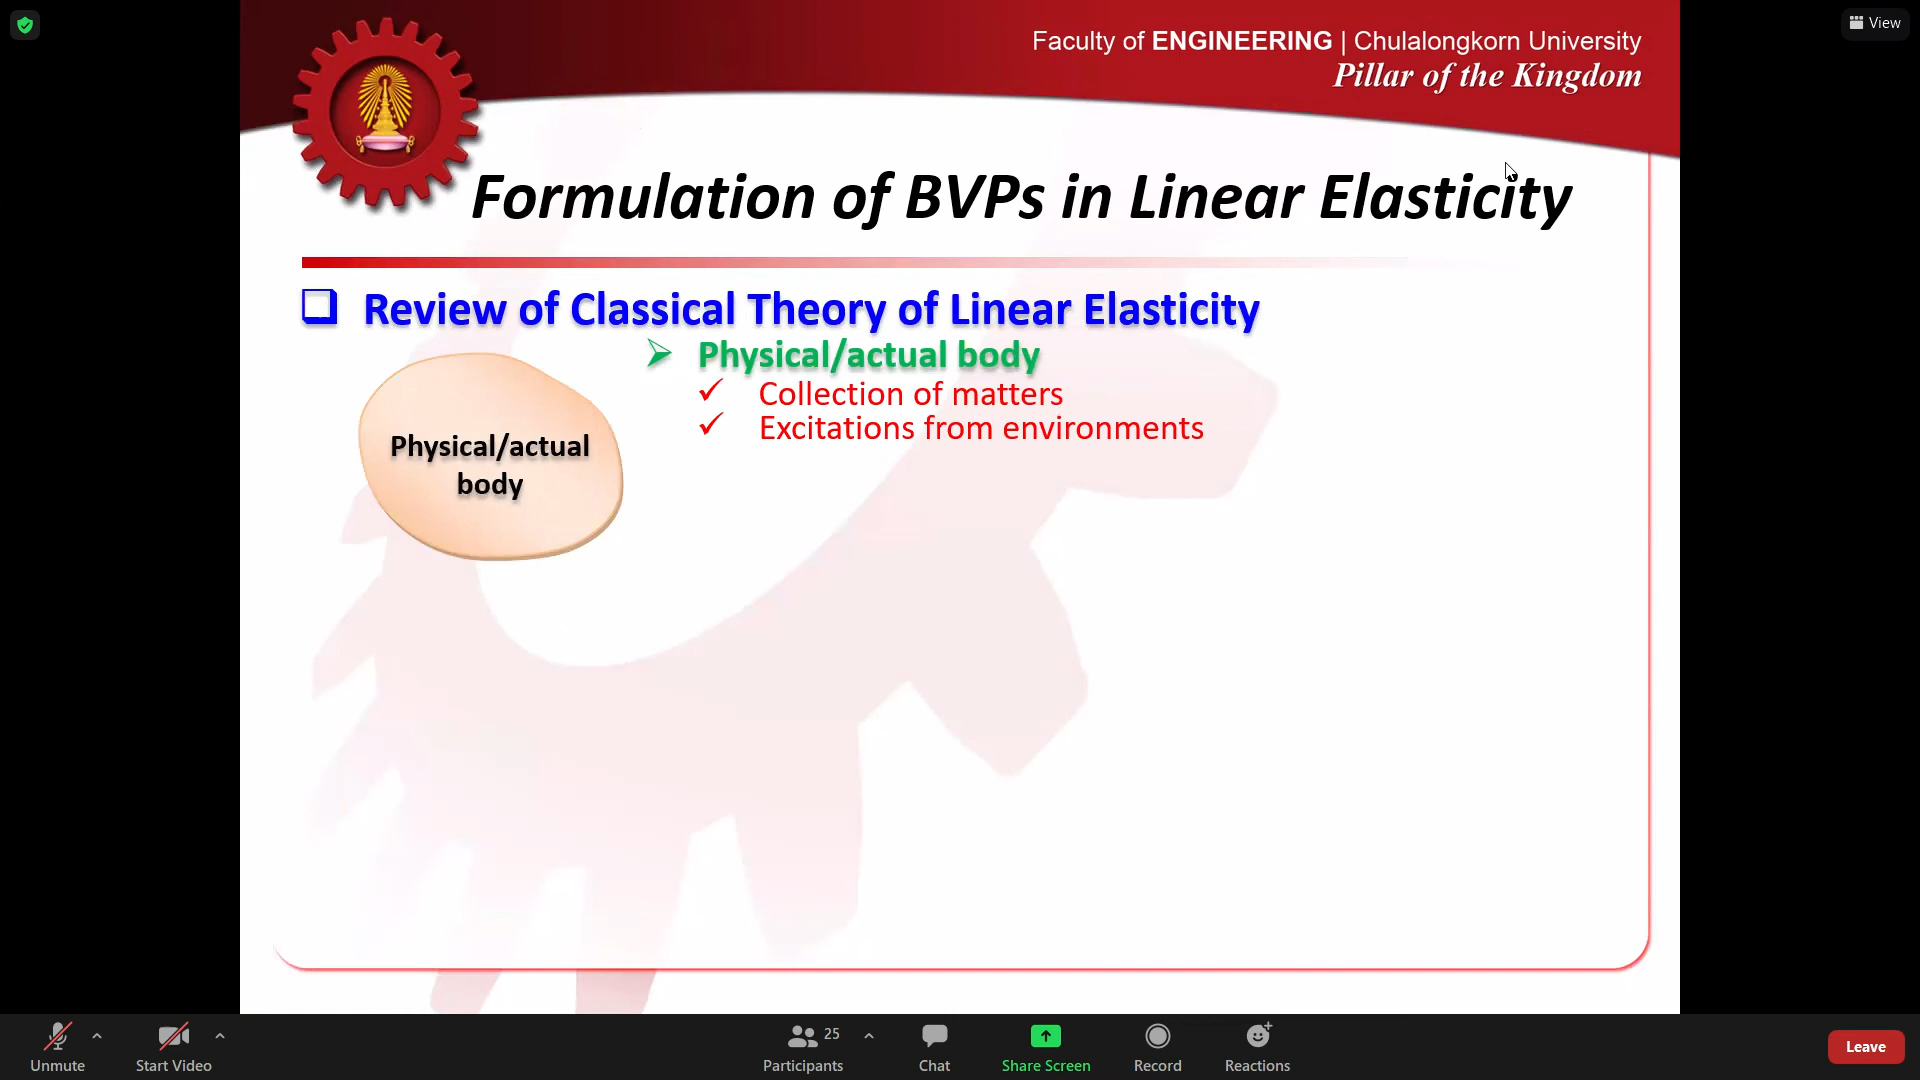 View
Faculty of ENGINEERING | Chulalongkorn University
Pillar of the Kingdom
Formulation of BVPs in Linear Elasticity
Review of Classical Theory of Linear Elasticity
Physical/actual body
Collection of matters
Excitations from environments
Physical/actual
body
Unmute
Start Video
25
Participants
Chat
Share Screen
Record
Reactions
Leave